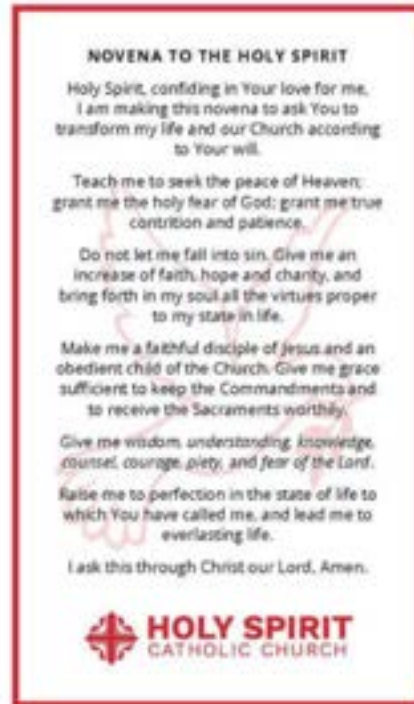 NOVENA TO THE HOLY SPIRIT
Holy Spirit, confiding in Your love for me,
I am making this novena to ask You to
transform my life and our Church according
to Your will.
Teach me to seek the peace of Heaven;
grant me the holy fear of God; grant me true
contrition and patience.
Do not let me fall into sin. Give me an
increase of faith, hope and charity, and
bring forth in my soul all the virtues proper
to my state in life.
Make me a faithful disciple of Jesus and an
obedient child of the Church. Give me grace
sufficient to keep the Commandments and
to receive the Sacraments worthily.
Give me wisdom, understanding, knowledge,
counsel, courage, piety, and fear of the Lord.
Raise me to perfection in the state of life to
which You have called me, and lead me to
everlasting life.
I ask this through Christ our Lord, Amen.
HOLY SPIRIT
CATHOLIC CHURCH